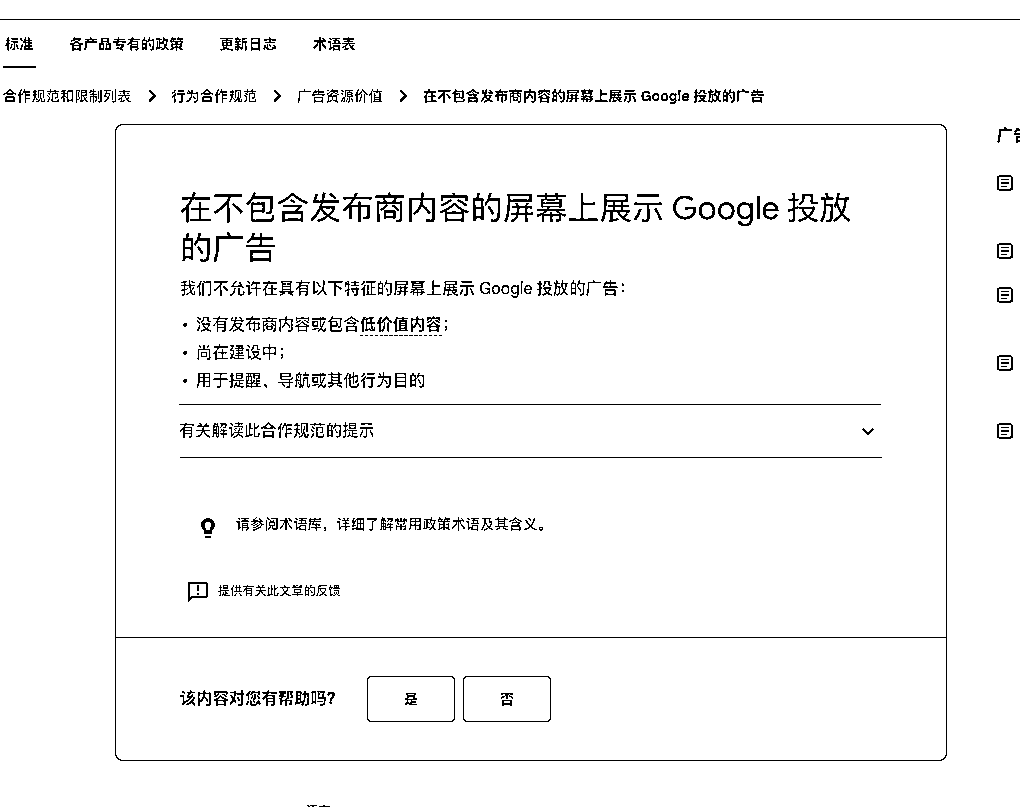 标准 各产品专有的政策 更新日志 术语表
合作规范和限制列表 行为合作规范 广告资源价值 在不包含发布商内容的屏幕上展示 Google 投放的广告
在不包含发布商内容的屏幕上展示 Google 投放
的广告
我们不允许在具有以下特征的屏幕上展示 Google 投放的广告：
• 没有发布商内容或包含低价值内容；
• 尚在建设中；
• 用于提醒、导航或其他行为目的
有关解读此合作规范的提示
请参阅术语库，详细了解常用政策术语及其含义。
提供有关此文章的反馈
该内容对您有帮助吗？
是 否